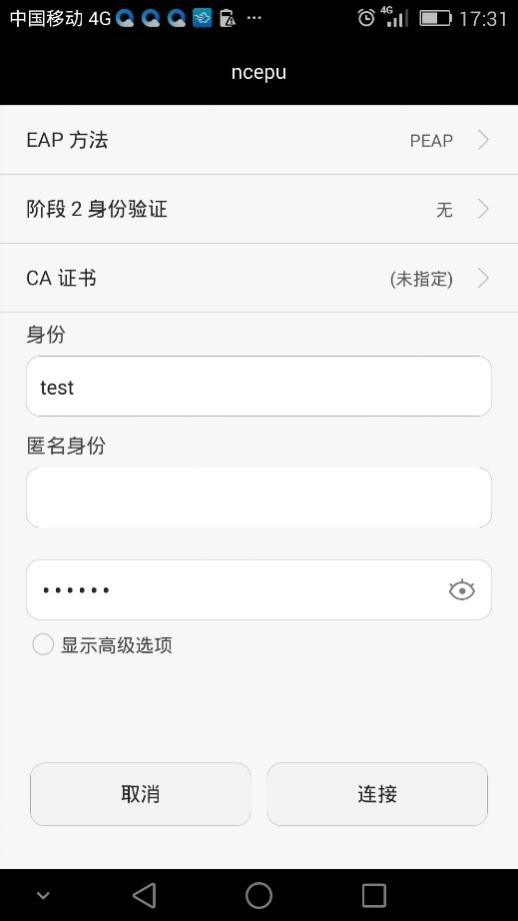 中国移动 4G 4G 17:31
ncepu
EAP 方法 PEAP
阶段 2 身份验证 无
CA 证书 (未指定)
身份
test
匿名身份
••••••
显示高级选项
取消 连接